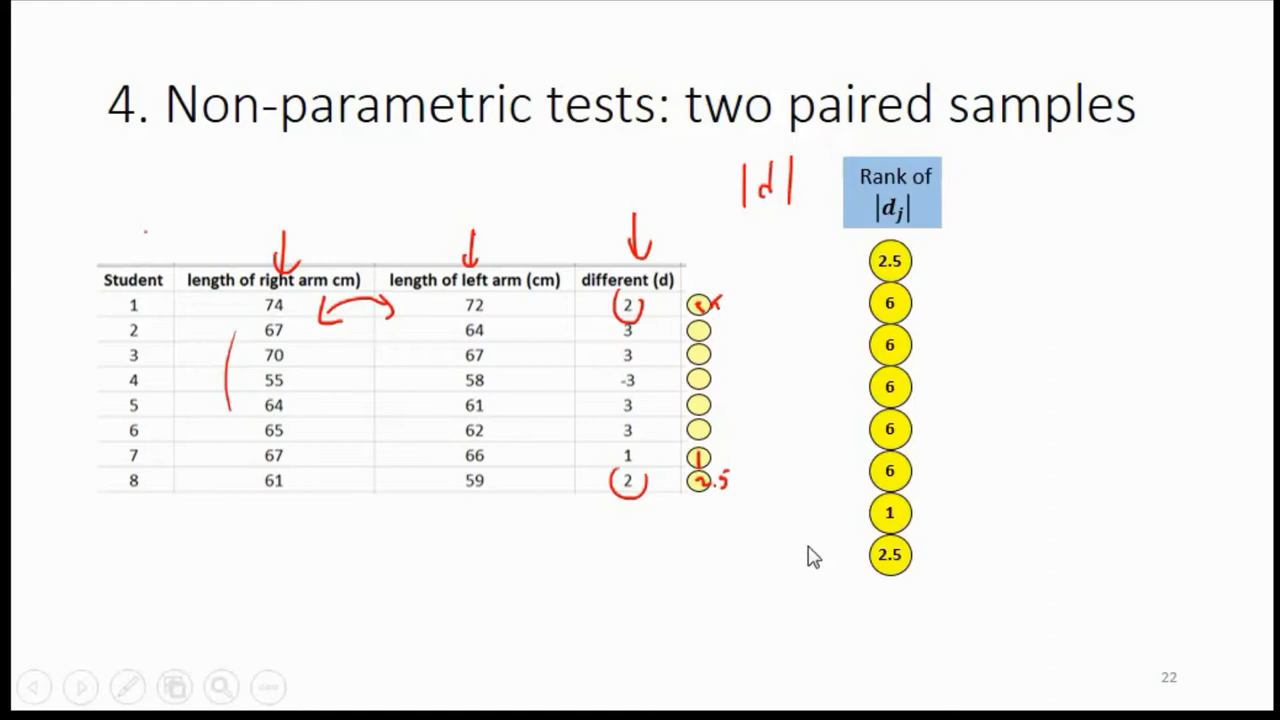 4. Non-parametric tests: two paired samples
|d|
Rank of
|dj|
Student length of right arm cm) length of left arm (cm) different (d)
1 74 72 2
2 67 64 3
3 70 67 3
4 55 58 -3
5 64 61 3
6 65 62 3
7 67 66 1 1
8 61 59 2 2.5
2.5
6
6
6
6
6
1
2.5
22